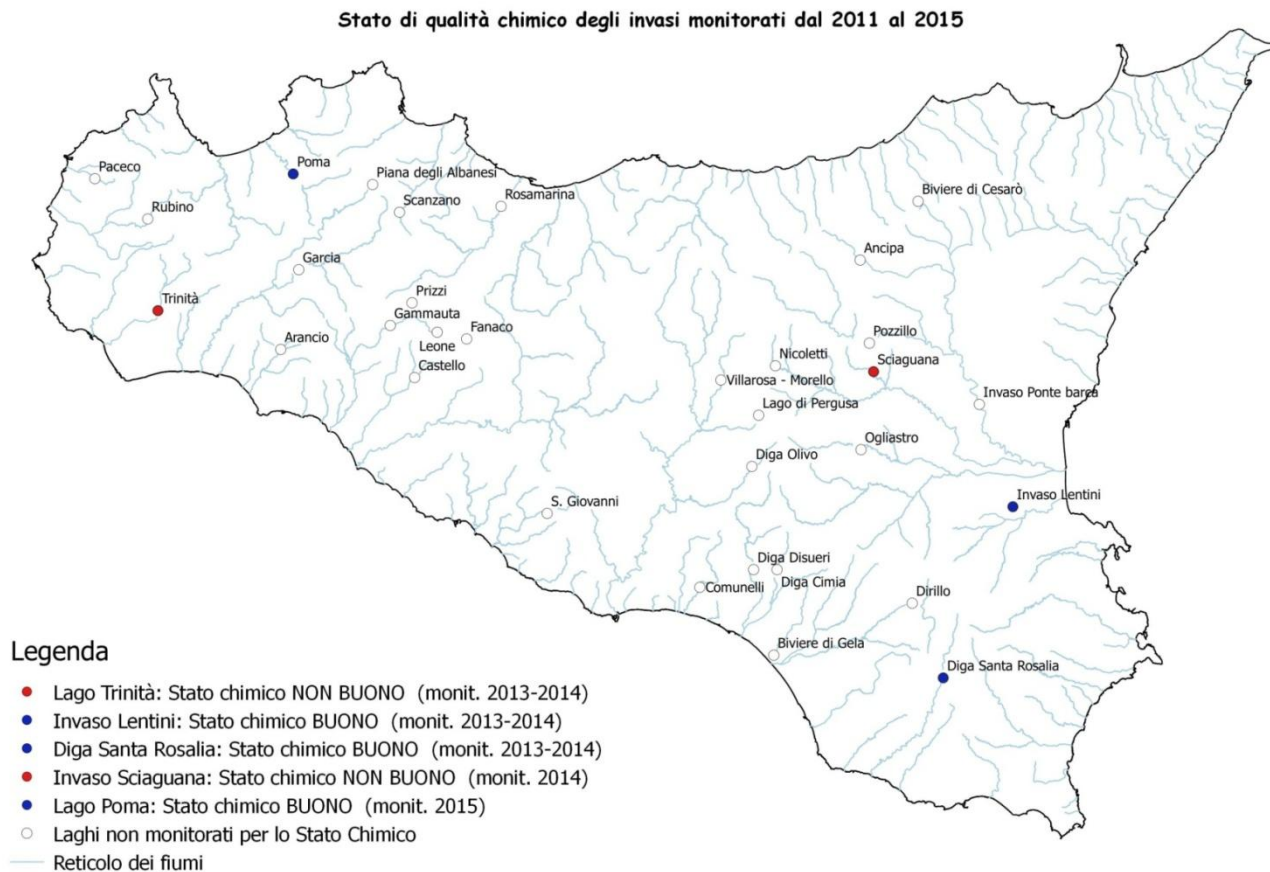 Stato di qualità chimico degli invasi monitorati dal 2011 al 2015
Paceco
Poma
Piana degli Albanesi
Rubino
Scanzano
Rosamarina
Biviere di Cesarò
Ancipa
Garcia
Trinità
Prizzi
Gammauta
Fanaco
Leone
Arancio
Castello
Pozzillo
Nicoletti
Sciaguana
Villarosa - Morello
Invaso Ponte barca
Lago di Pergusa
Ogliastro
Diga Olivo
Invaso Lentini
S. Giovanni
Diga Disueri
Comunelli
Diga Cimia
Dirillo
Biviere di Gela
Diga Santa Rosalia
Legenda
Lago Trinità: Stato chimico NON BUONO (monit. 2013-2014)
Invaso Lentini: Stato chimico BUONO (monit. 2013-2014)
Diga Santa Rosalia: Stato chimico BUONO (monit. 2013-2014)
Invaso Sciaguana: Stato chimico NON BUONO (monit. 2014)
Lago Poma: Stato chimico BUONO (monit. 2015)
Laghi non monitorati per lo Stato Chimico
Reticolo dei fiumi